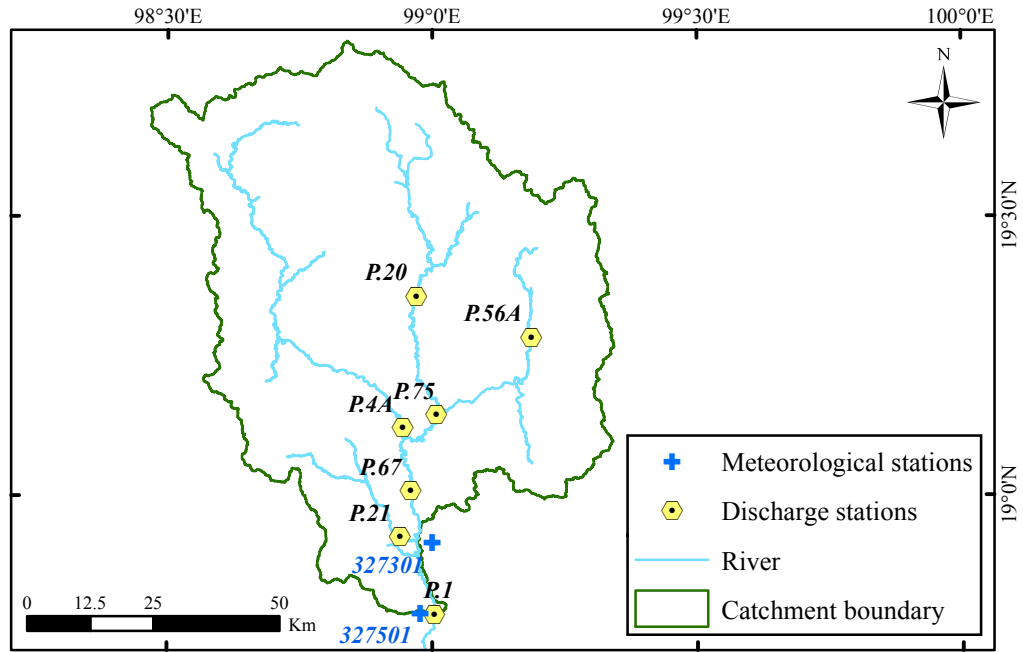 98°30'E 99°0'E 99°30'E 100°0'E
N
19°30'N
P.20
P.56A
P.75
P.4A
P.67
P.21
19°0'N
327301
P.1
327501
0 12.5 25 50
Km
Meteorological stations
Discharge stations
River
Catchment boundary